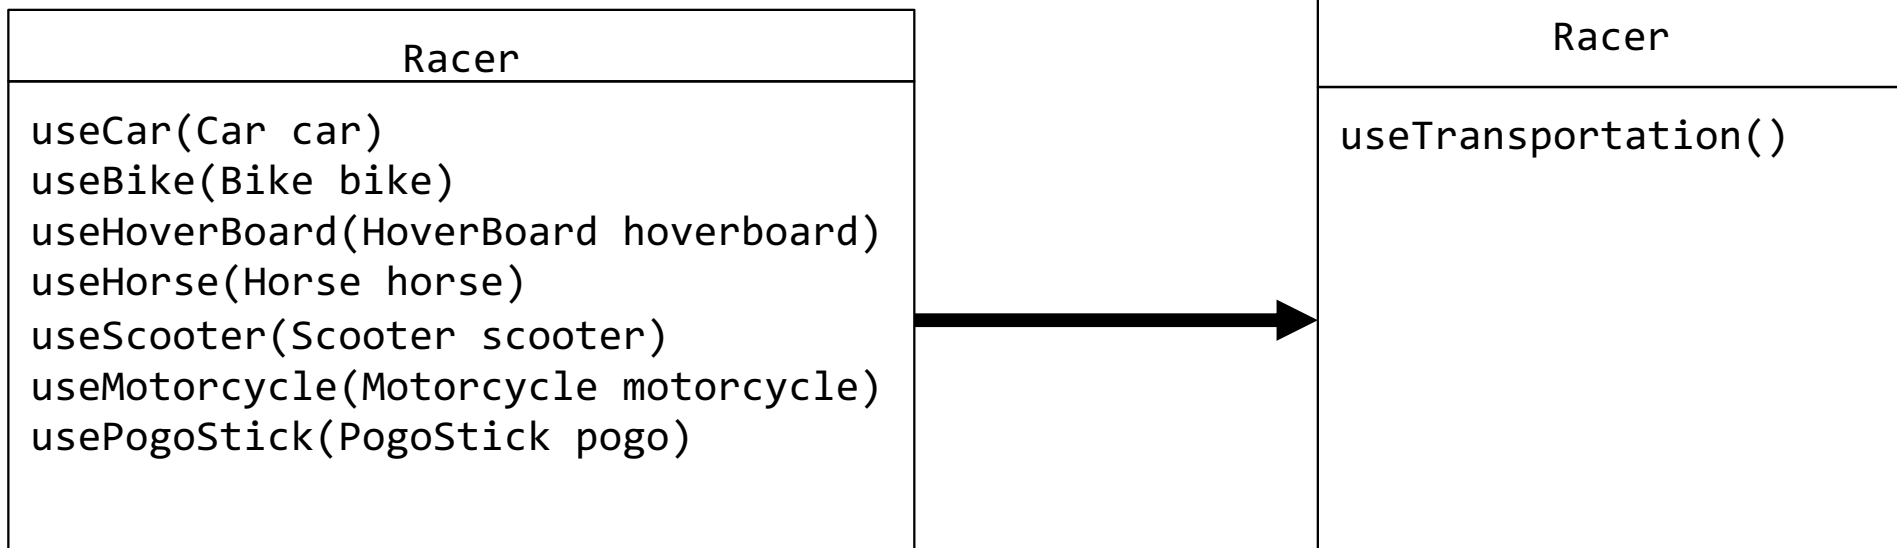 Racer
useCar(Car car)
useBike(Bike bike)
useHoverBoard(HoverBoard hoverboard)
useHorse(Horse horse)
useScooter(Scooter scooter)
useMotorcycle(Motorcycle motorcycle)
usePogoStick(PogoStick pogo)
Racer
useTransportation()